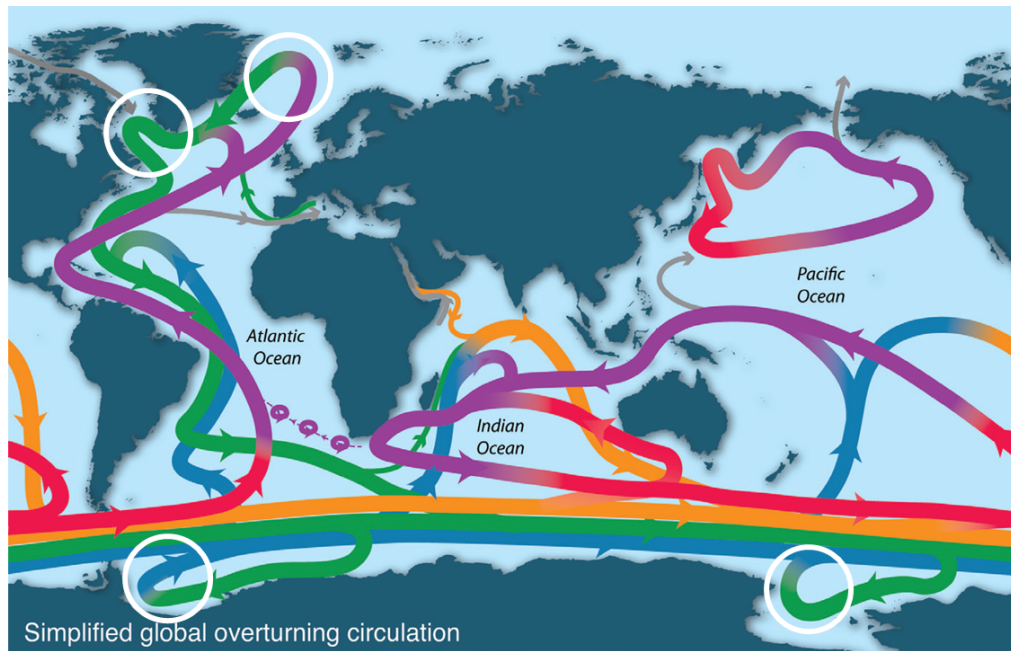 Pacific
Ocean
Atlantic
Ocean
Indian
Ocean
Simplified global overturning circulation